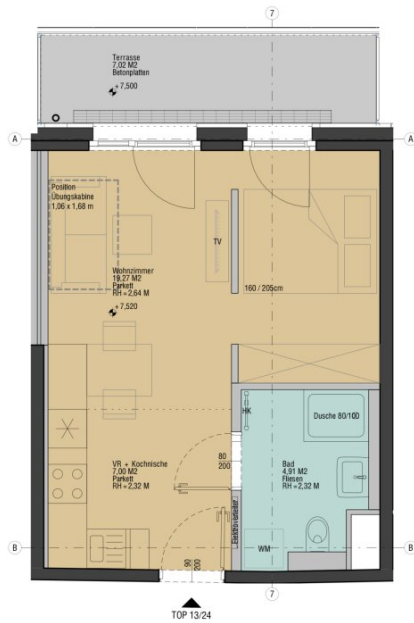 7
Terrasse
7,02 M2
Betonplatten
+7,500
A
A
Position
Übungskabine
1,06 x 1,68 m
TV
Wohnzimmer
19,27 M2
Parkett
RH =2,64 M
160 / 205cm
+7,520
HK
Dusche 80/100
80
200
VR + Kochnische
7,00 M2
Parkett
RH =2,32 M
Bad
4,91 M2
Fliesen
RH =2,32 M
Elektroverteiler
WM
B
B
90
200
7
TOP 13/24